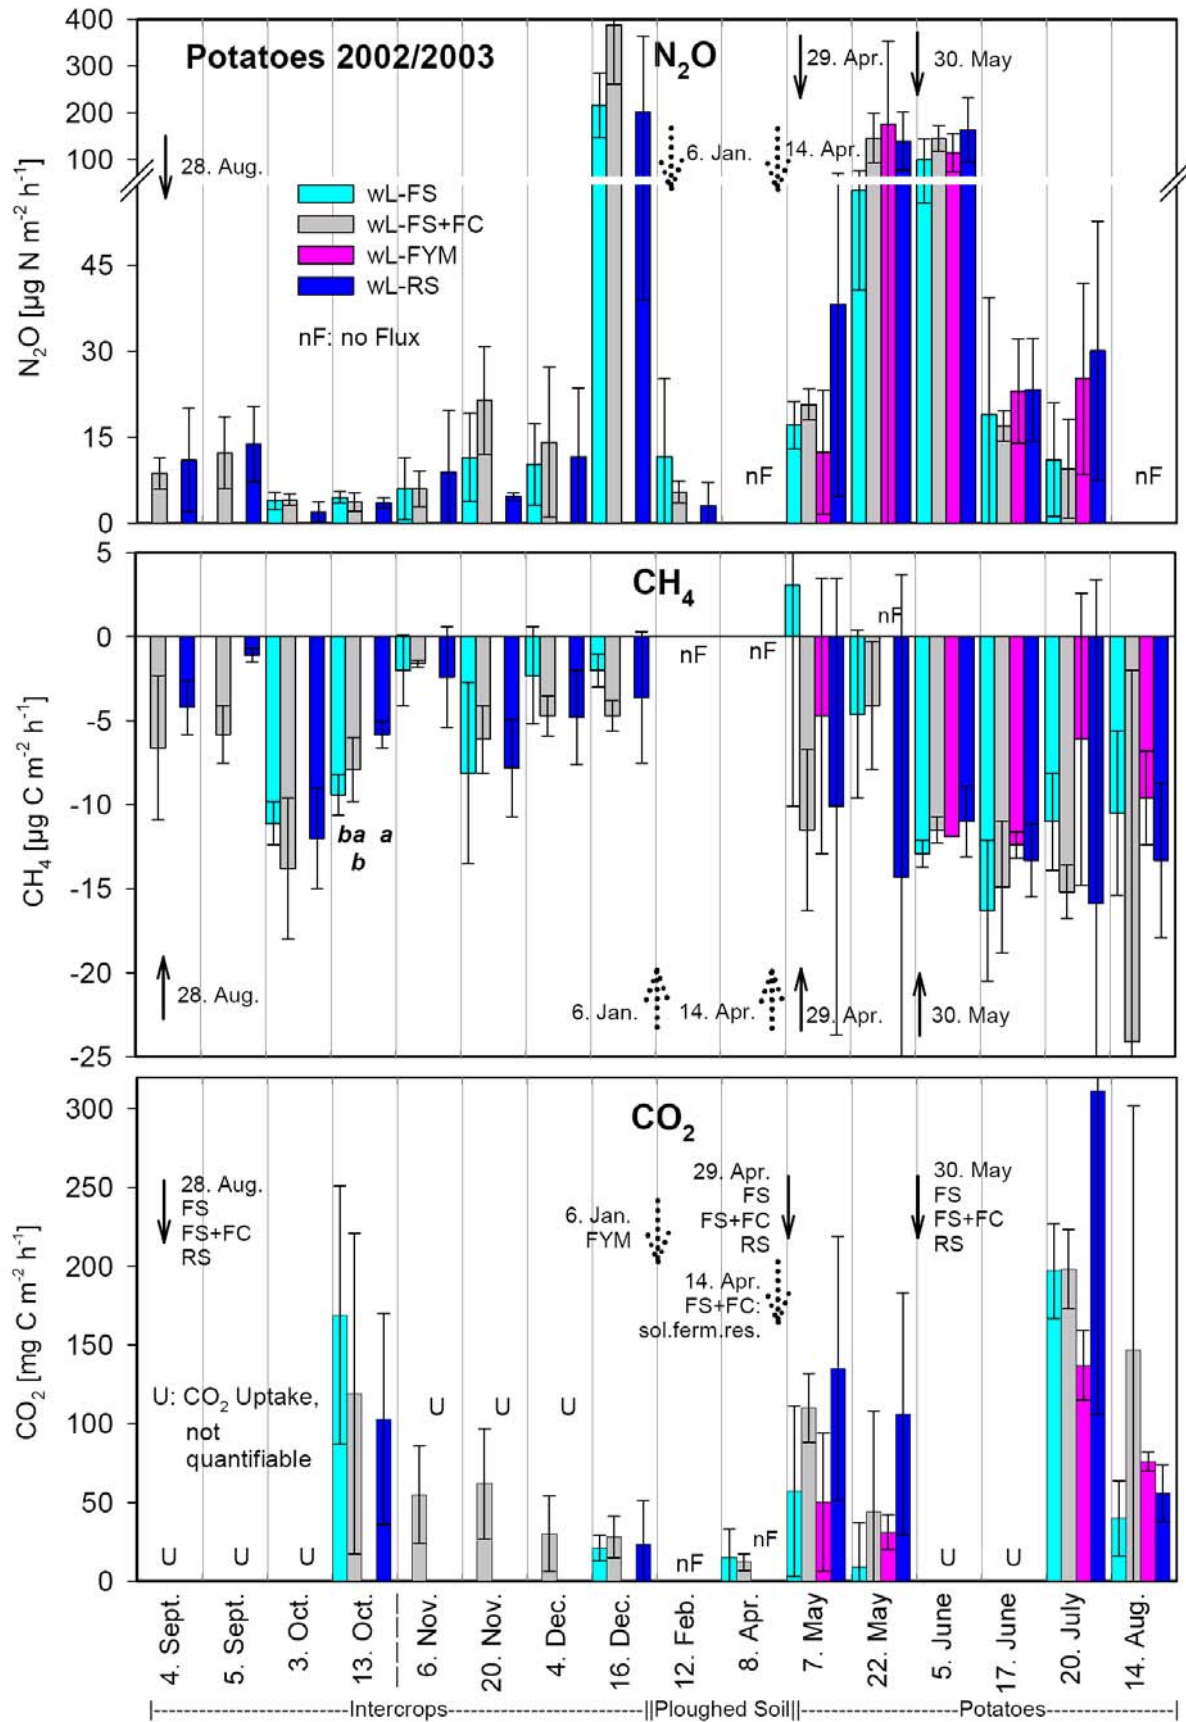 Potatoes 2002/2003
N₂O
N₂O [µg N m⁻² h⁻¹]
400
300
200
100
45
30
15
0
28. Aug.
6. Jan.
14. Apr.
29. Apr.
30. May
wL-FS
wL-FS+FC
wL-FYM
wL-RS
nF: no Flux
nF
nF
CH₄
CH₄ [µg C m⁻² h⁻¹]
5
0
-5
-10
-15
-20
-25
nF
nF
nF
ba a
b
28. Aug.
6. Jan.
14. Apr.
29. Apr.
30. May
CO₂
CO₂ [mg C m⁻² h⁻¹]
300
250
200
150
100
50
0
28. Aug.
FS
FS+FC
RS
6. Jan.
FYM
29. Apr.
FS
FS+FC
RS
14. Apr.
FS+FC:
sol.ferm.res.
30. May
FS
FS+FC
RS
U: CO₂ Uptake,
not
quantifiable
U U U
U U U
nF
nF
U U
4. Sept.
5. Sept.
3. Oct.
13. Oct.
6. Nov.
20. Nov.
4. Dec.
16. Dec.
12. Feb.
8. Apr.
7. May
22. May
5. June
17. June
20. July
14. Aug.
|--------------------Intercrops--------------------||Ploughed Soil||----------------Potatoes----------------------|